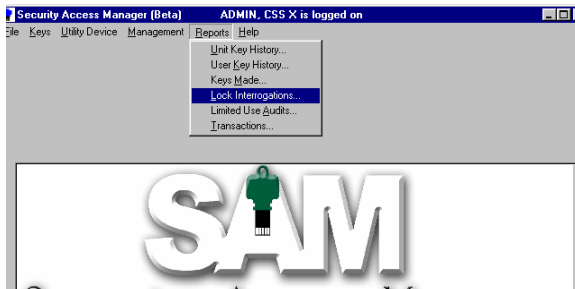 Security Access Manager (Beta) ADMIN, CSS X is logged on
File Keys Utility Device Management Reports Help
Unit Key History...
User Key History...
Keys Made...
Lock Interrogations...
Limited Use Audits...
Transactions...
SAM